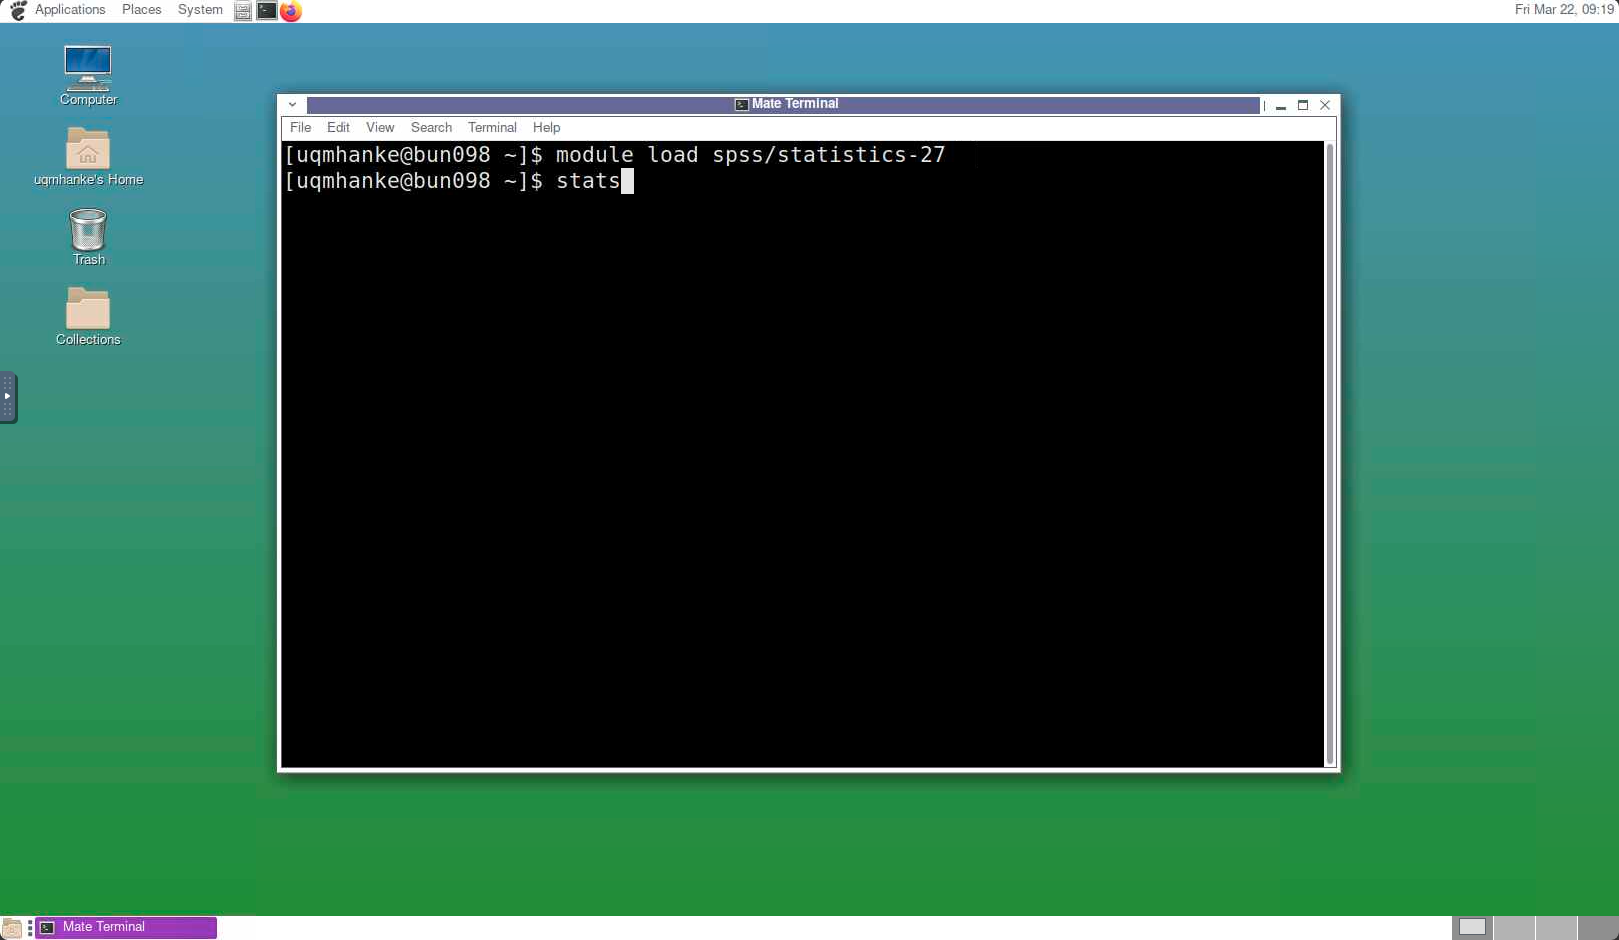 Applications Places System
Fri Mar 22, 09:19
Computer
uqmhanke's Home
Trash
Collections
Mate Terminal
File Edit View Search Terminal Help
[uqmhanke@bun098 ~]$ module load spss/statistics-27
[uqmhanke@bun098 ~]$ stats
Mate Terminal